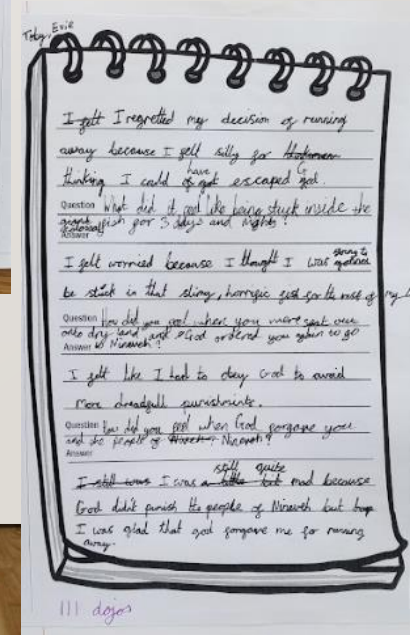 Toby, Evie
I felt I regretted my decision of running
away because I felt silly for
thinking I could have escaped God.
Question What did it feel like being stuck inside the
giant fish for 3 days and nights?
Answer
I felt worried because I thought I was going to
be stuck in that slimy, horrific fish for the rest of my
Question How did you feel when you were spat out
onto dry land and God ordered you again to go
Answer to Nineveh?
I felt like I had to obey God to avoid
more dreadfull punishments.
Question How did you feel when God forgave you
and the people of Nineveh?
Answer
still quite
I was a little but mad because
God didn't punish the people of Nineveh but
I was glad that god forgave me for running
away.
111 dojos